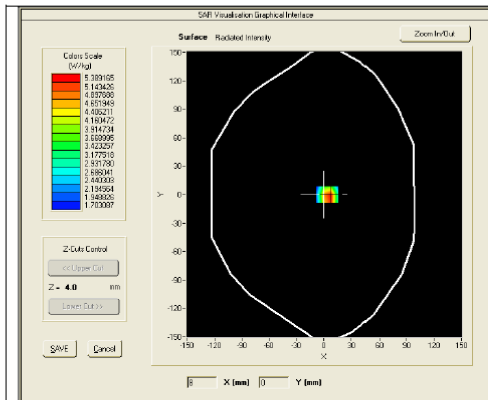 SAR Visualisation Graphical Interface
Surface Radiated Intensity
Zoom In/Out
Colors Scale
(W/kg)
5.389165
5.143426
4.897688
4.651949
4.406211
4.160472
3.914734
3.668995
3.423257
3.177518
2.931780
2.686041
2.440303
2.194564
1.948826
1.703087
150
120
90
60
30
0
-30
-60
-90
-120
-150
Y
-150 -120 -90 -60 -30 0 30 60 90 120 150
X
Z-Cuts Control
<< Upper Cut
Z = 4.0 mm
Lower Cut >>
SAVE Cancel
8 X (mm) 0 Y (mm)